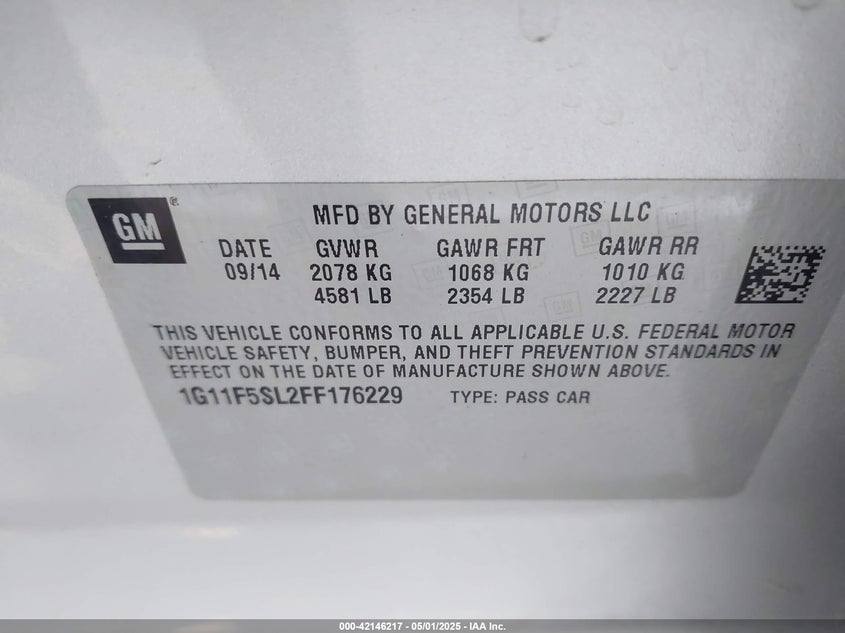 GM®
MFD BY GENERAL MOTORS LLC
DATE GVWR GAWR FRT GAWR RR
09/14 2078 KG 1068 KG 1010 KG
4581 LB 2354 LB 2227 LB
THIS VEHICLE CONFORMS TO ALL APPLICABLE U.S. FEDERAL MOTOR
VEHICLE SAFETY, BUMPER, AND THEFT PREVENTION STANDARDS IN
EFFECT ON THE DATE OF MANUFACTURE SHOWN ABOVE.
1G11F5SL2FF176229 TYPE: PASS CAR
000-42146217 - 05/01/2025 - IAA Inc.